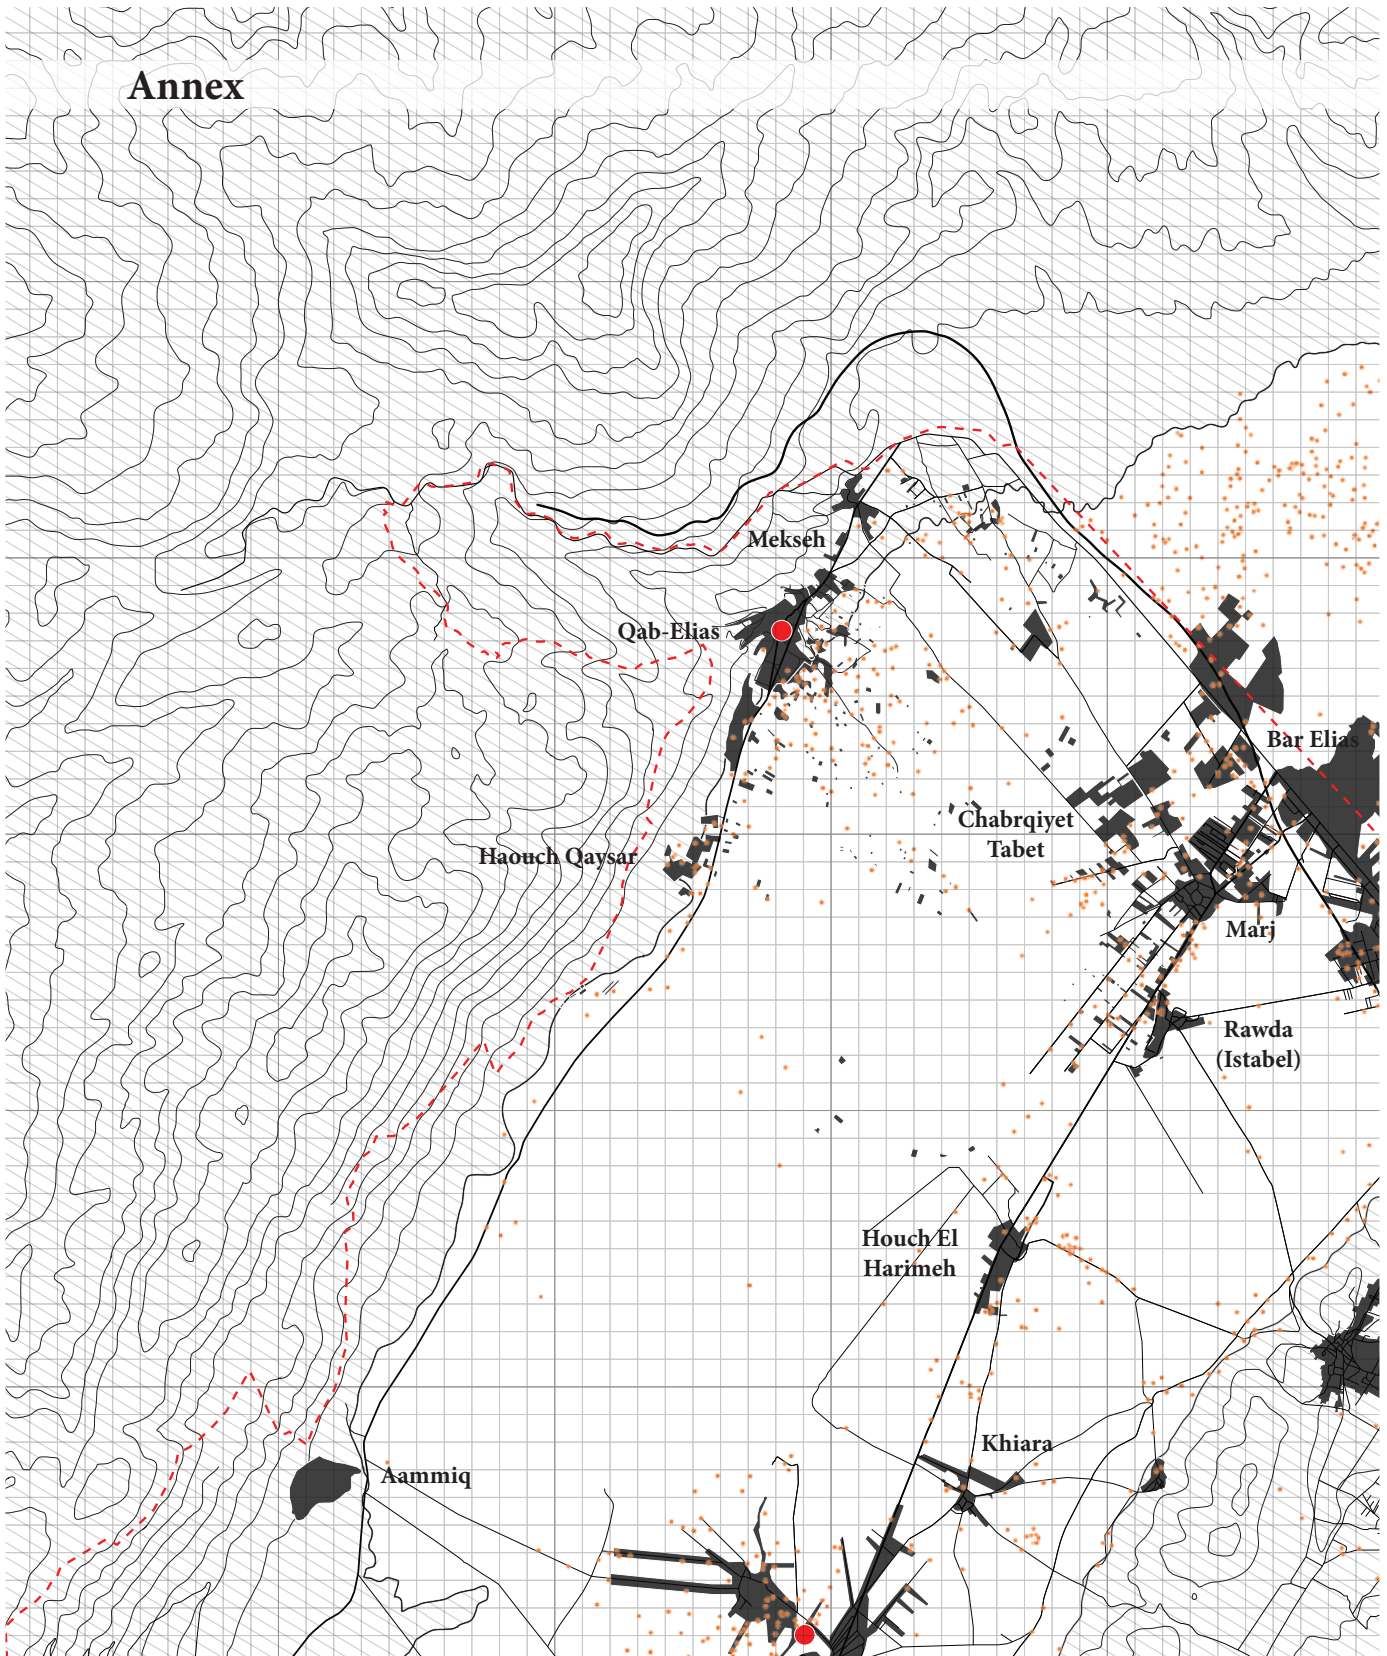 Annex
Mekseh
Qab-Elias
Bar Elias
Chabrqiyet
Tabet
Haouch Qaysar
Marj
Rawda
(Istabel)
Houch El
Harimeh
Khiara
Aammiq